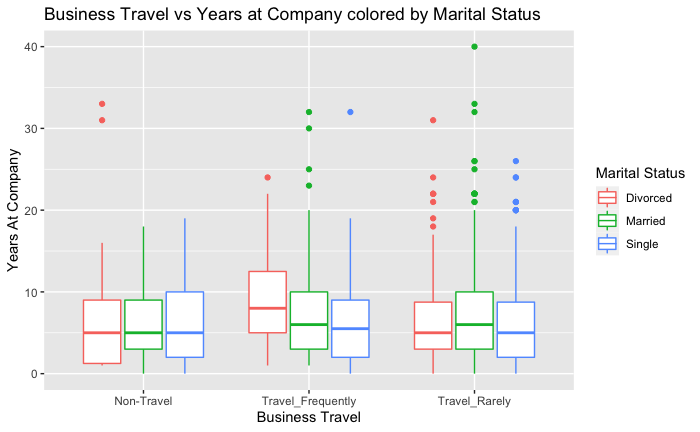 Business Travel vs Years at Company colored by Marital Status
40
30
20
10
0
Years At Company
Non-Travel
Travel_Frequently
Travel_Rarely
Business Travel
Marital Status
Divorced
Married
Single